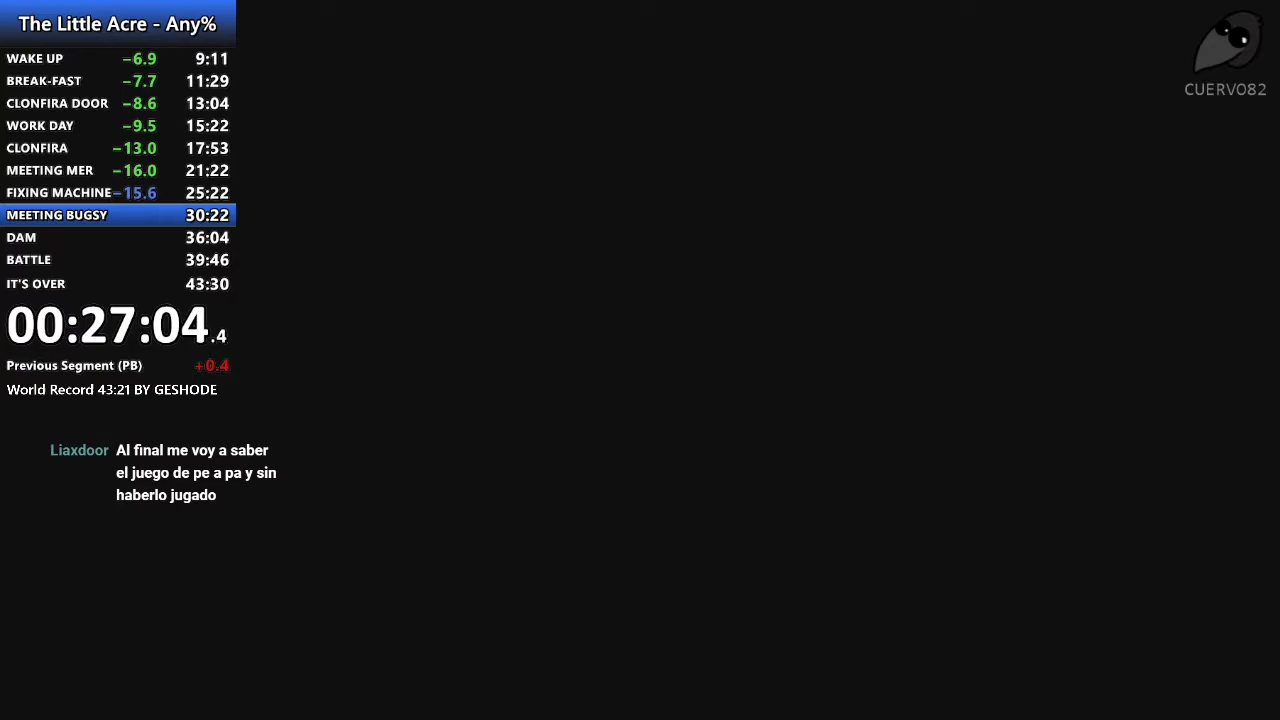 The Little Acre - Any%
WAKE UP −6.9 9:11
BREAK-FAST −7.7 11:29
CLONFIRA DOOR −8.6 13:04
WORK DAY −9.5 15:22
CLONFIRA −13.0 17:53
MEETING MER −16.0 21:22
FIXING MACHINE −15.6 25:22
MEETING BUGSY 30:22
DAM 36:04
BATTLE 39:46
IT'S OVER 43:30
00:27:04.4
Previous Segment (PB) +0.4
World Record 43:21 BY GESHODE
Liaxdoor Al final me voy a saber
el juego de pe a pa y sin
haberlo jugado
CUERVO82